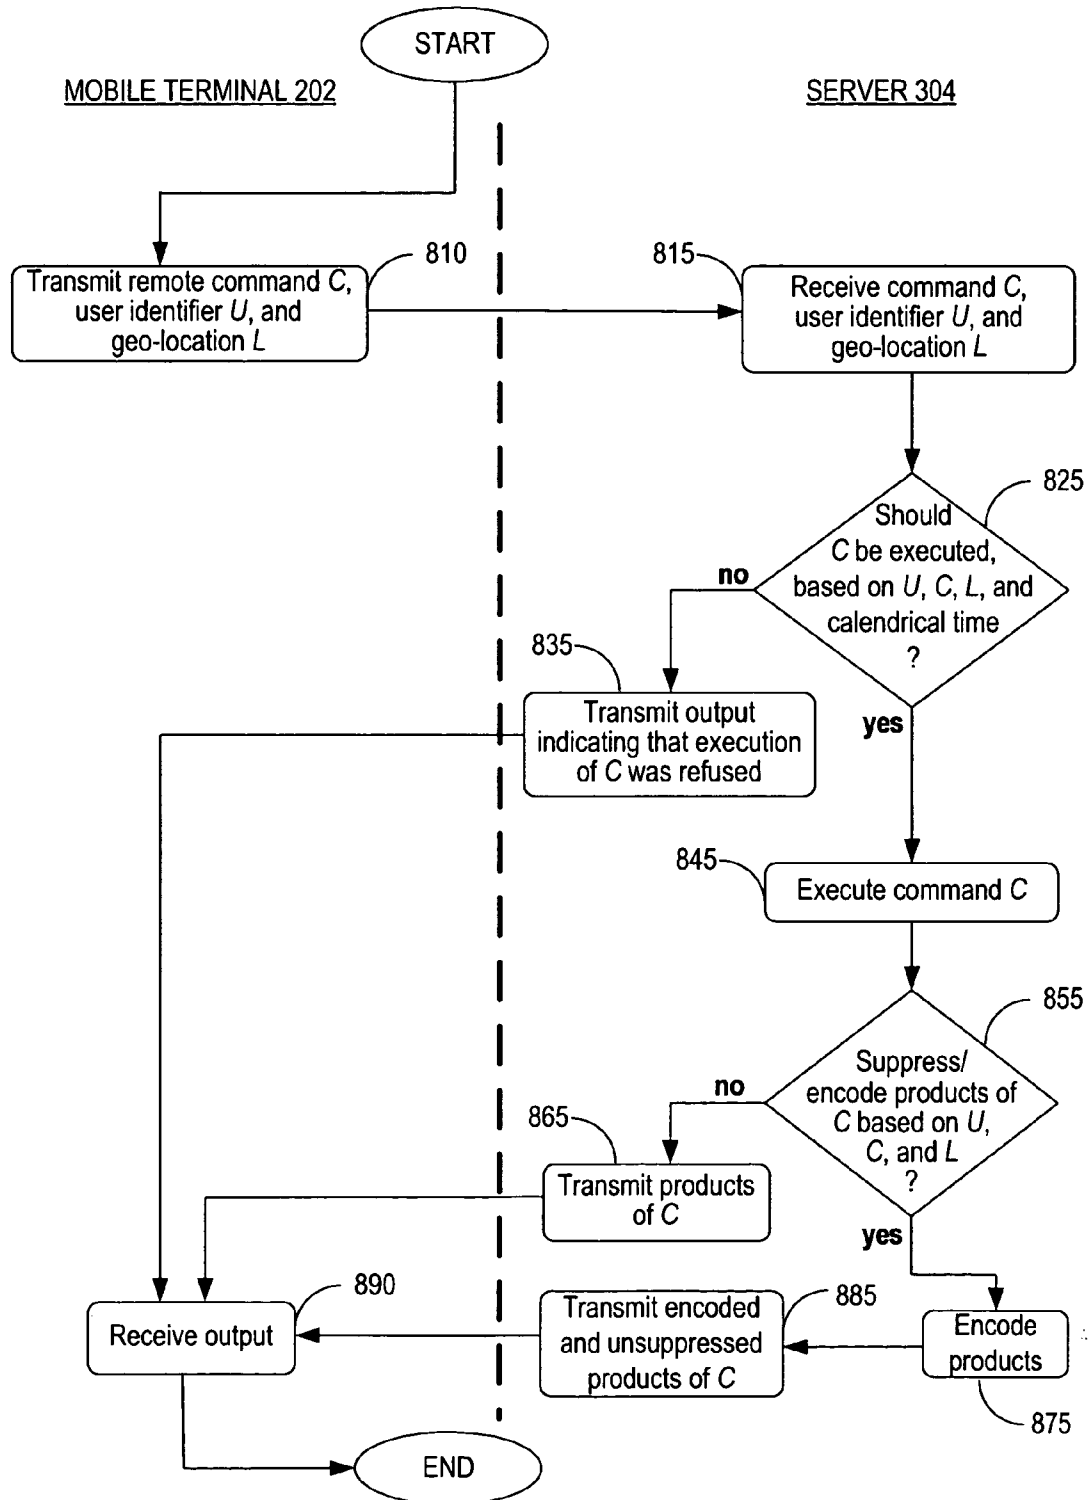 START
MOBILE TERMINAL 202
SERVER 304
810
815
Transmit remote command C,
user identifier U, and
geo-location L
Receive command C,
user identifier U, and
geo-location L
825
Should
C be executed,
based on U, C, L, and
calendrical time
?
no
835
Transmit output
indicating that execution
of C was refused
yes
845
Execute command C
855
Suppress/
encode products of
C based on U,
C, and L
?
no
865
Transmit products
of C
yes
890
Receive output
885
Transmit encoded
and unsuppressed
products of C
Encode
products
875
END